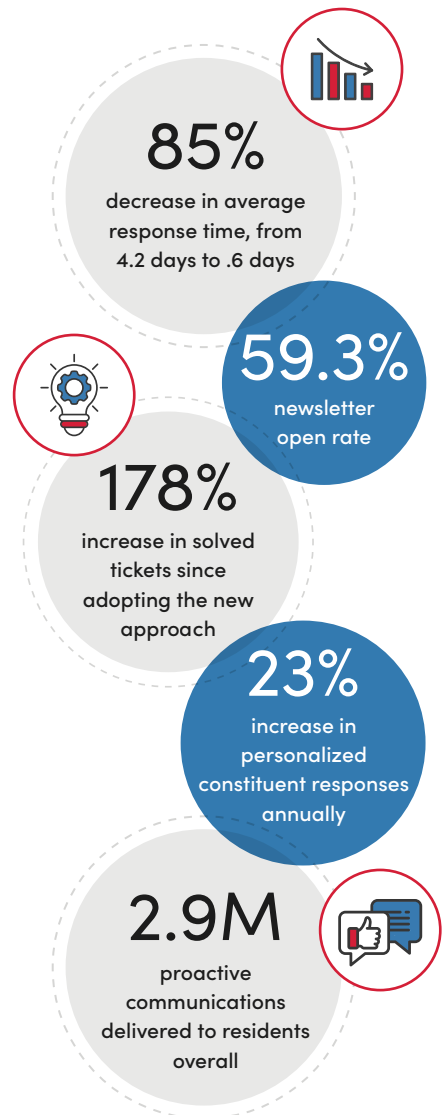 85%
decrease in average
response time, from
4.2 days to .6 days
59.3%
newsletter
open rate
178%
increase in solved
tickets since
adopting the new
approach
23%
increase in
personalized
constituent responses
annually
2.9M
proactive
communications
delivered to residents
overall